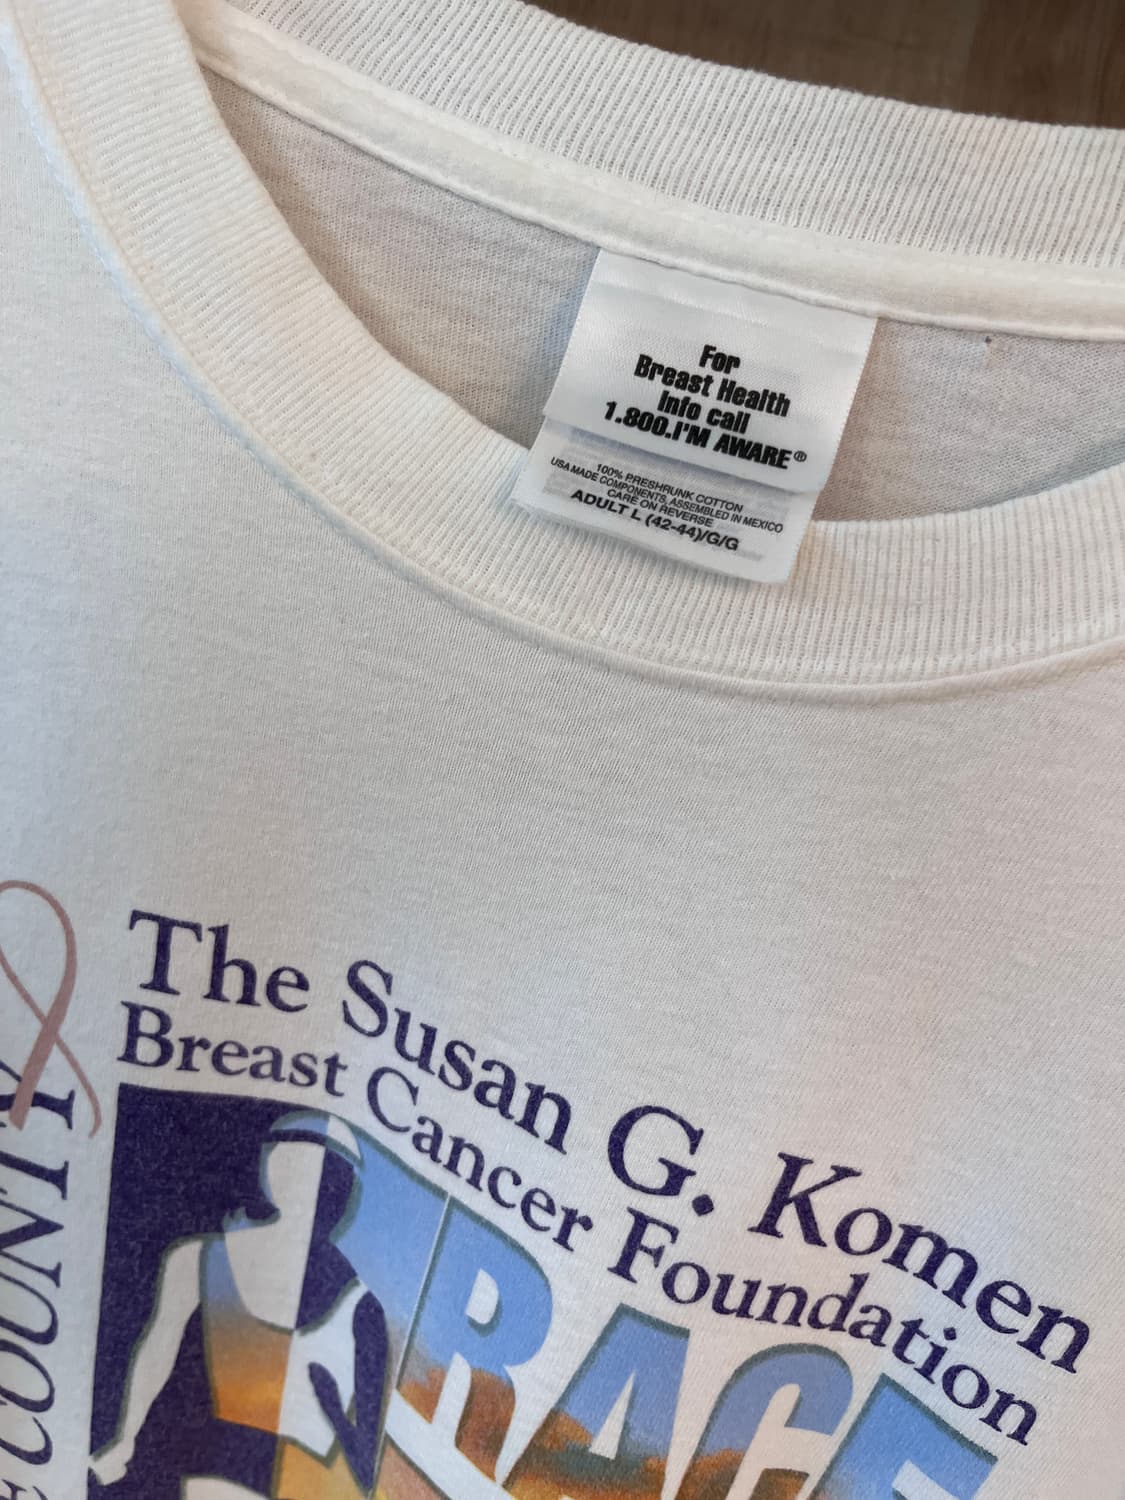 For
Breast Health
Info call
1.800.I'M AWARE®
100% PRESHRUNK COTTON
USA MADE COMPONENTS, ASSEMBLED IN MEXICO
CARE ON REVERSE
ADULT L (42-44)/G/G
The Susan G. Komen
Breast Cancer Foundation
RACE
E COUNTY